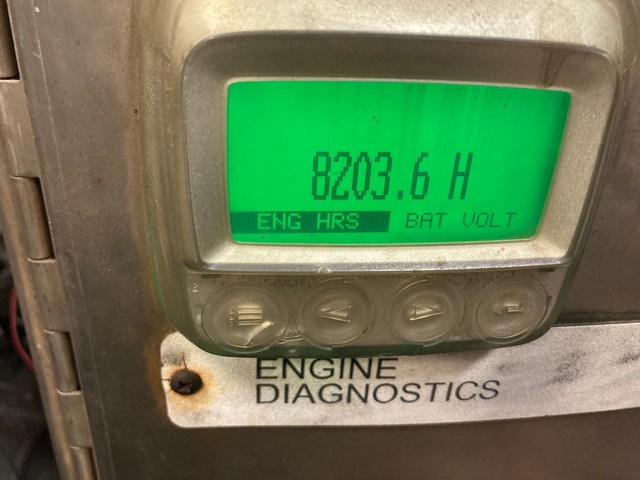 8203.6 H
ENG HRS BAT VOLT
ENGINE
DIAGNOSTICS